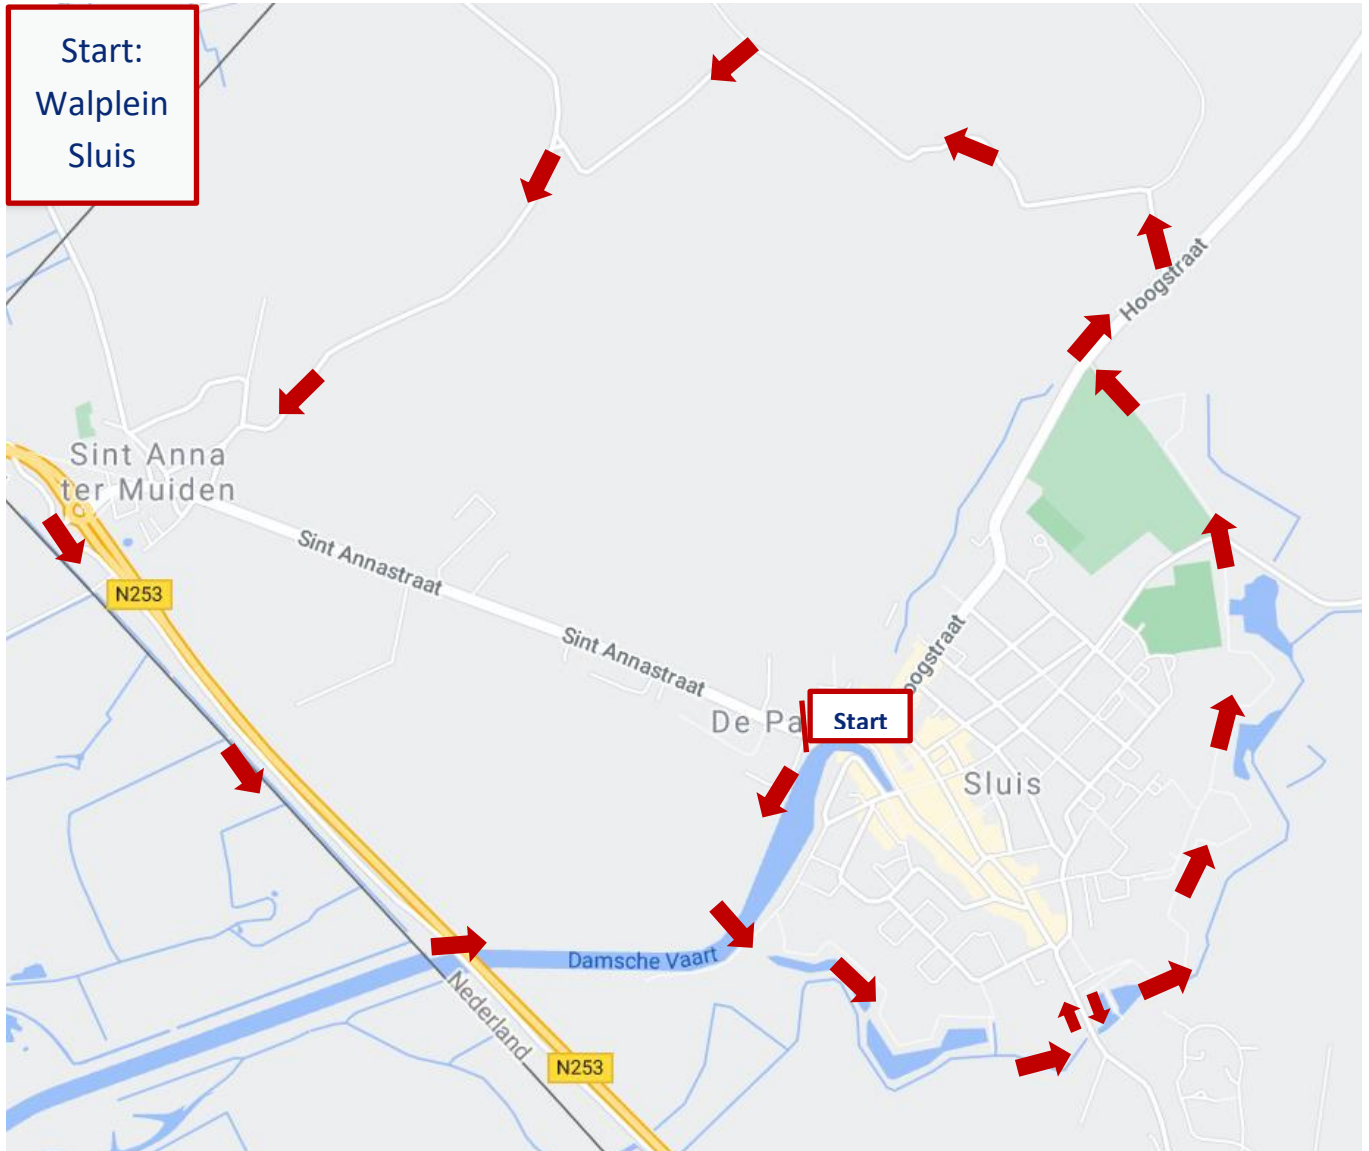 Start:
Walplein
Sluis
Hoogstraat
Sint Anna
ter Muiden
Sint Annastraat
N253
Sint Annastraat
oogstraat
De Pa
Start
Sluis
Damsche Vaart
Nederland
N253